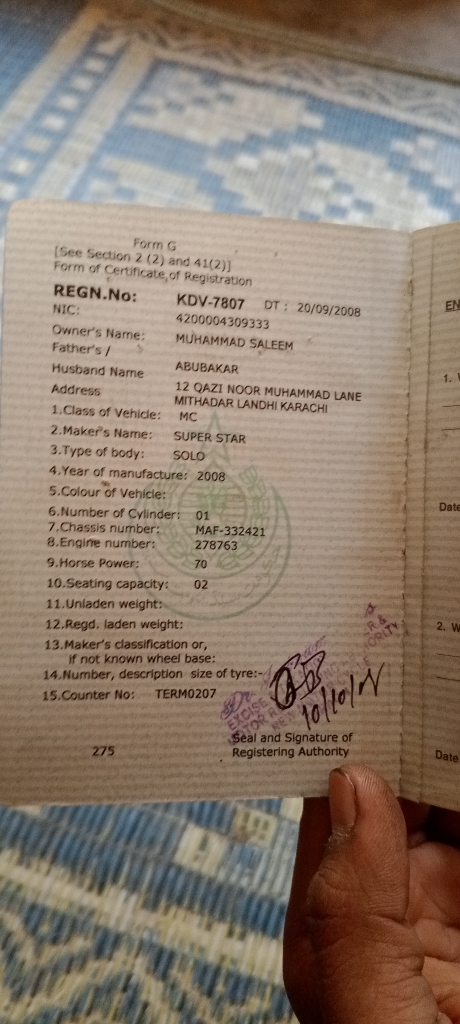 Form G
[See Section 2 (2) and 41(2)]
Form of Certificate of Registration
REGN.No: KDV-7807 DT : 20/09/2008
NIC: 4200004309333
Owner's Name: MUHAMMAD SALEEM
Father's /
Husband Name ABUBAKAR
Address 12 QAZI NOOR MUHAMMAD LANE
MITHADAR LANDHI KARACHI
1.Class of Vehicle: MC
2.Maker's Name: SUPER STAR
3.Type of body: SOLO
4.Year of manufacture: 2008
5.Colour of Vehicle:
6.Number of Cylinder: 01
7.Chassis number: MAF-332421
8.Engine number: 278763
9.Horse Power: 70
10.Seating capacity: 02
11.Unladen weight:
12.Regd. laden weight:
13.Maker's classification or,
if not known wheel base:
14.Number, description size of tyre:-
15.Counter No: TERM0207
EXCISE
Seal and Signature of
Registering Authority
275
EN
1.
Date
2. W
Date